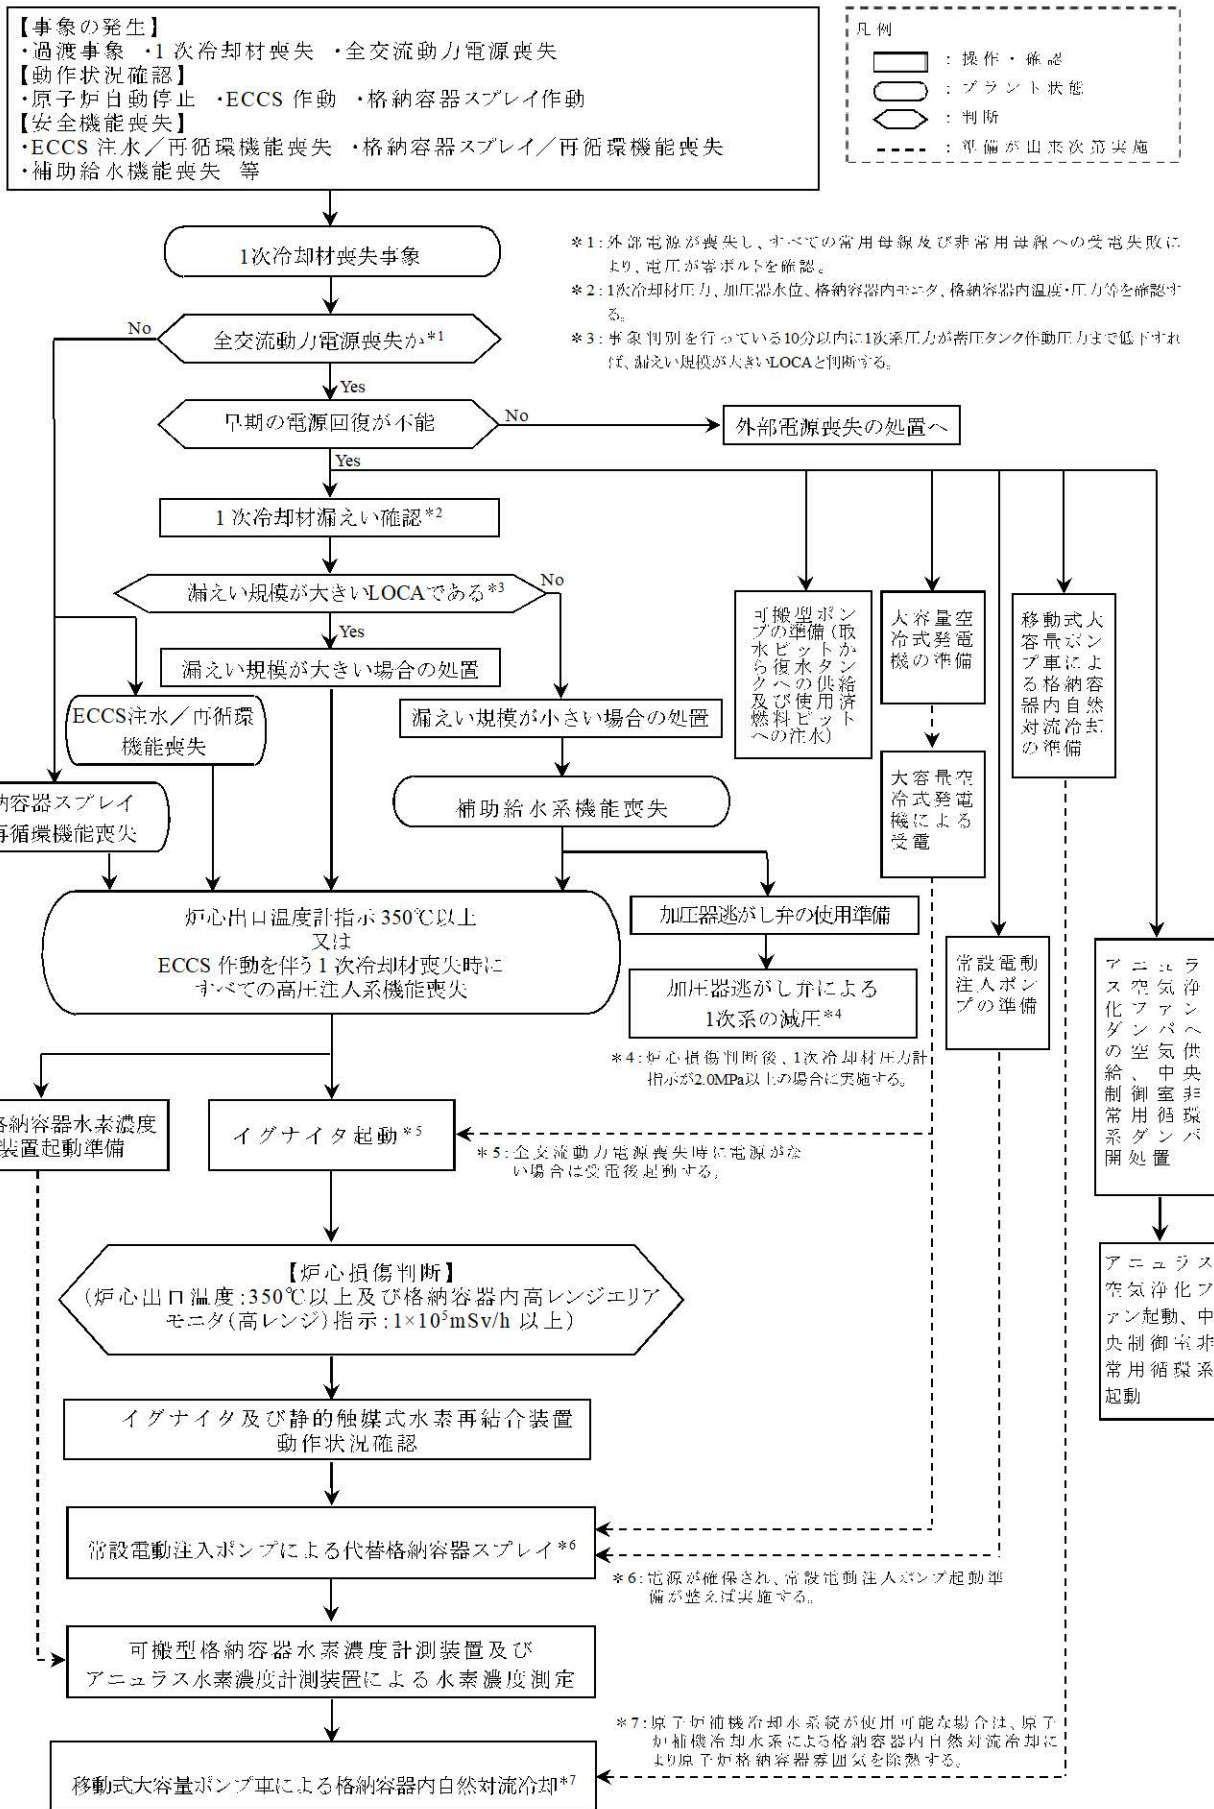 【事象の発生】
・過渡事象 ・1次冷却材喪失 ・全交流動力電源喪失
【動作状況確認】
・原子炉自動停止 ・ECCS 作動 ・格納容器スプレイ作動
【安全機能喪失】
・ECCS 注水／再循環機能喪失 ・格納容器スプレイ／再循環機能喪失
・補助給水機能喪失 等
凡例
：操作・確認
：プラント状態
：判断
：準備が出来次第実施
1次冷却材喪失事象
＊1：外部電源が喪失し、すべての常用母線及び非常用母線への受電失敗に
より、電圧が零ボルトを確認。
＊2：1次冷却材圧力、加圧器水位、格納容器内モニタ、格納容器内温度・圧力等を確認す
る。
＊3：事象判別を行っている10分以内に1次系圧力が蓄圧タンク作動圧力まで低下すれ
ば、漏えい規模が大きいLOCAと判断する。
No
全交流動力電源喪失か*1
Yes
早期の電源回復が不能
No
外部電源喪失の処置へ
Yes
1次冷却材漏えい確認*2
漏えい規模が大きいLOCAである*3
No
Yes
漏えい規模が大きい場合の処置
ECCS注水／再循環
機能喪失
漏えい規模が小さい場合の処置
納容器スプレイ
再循環機能喪失
補助給水系機能喪失
可搬型ポン
プの準備（取
水ピットか
ら復水タン
クへの供給
及び使用済
燃料ピット
への注水）
大容量空
冷式発電
機の準備
大容量空
冷式発電
機による
受電
移動式大
容量ポン
プ車によ
る格納容
器内自然
対流冷却
の準備
炉心出口温度計指示350℃以上
又は
ECCS 作動を伴う1次冷却材喪失時に
すべての高圧注入系機能喪失
加圧器逃がし弁の使用準備
加圧器逃がし弁による
1次系の減圧*4
＊4：炉心損傷判断後、1次冷却材圧力計
指示が2.0MPa以上の場合に実施する。
常設電動
注入ポン
プの準備
アニュラ
ス空気浄
化ファン
ダンパへ
の空気供
給、中央
制御室非
常用循環
系ダンパ
開処置
格納容器水素濃度
装置起動準備
イグナイタ起動*5
＊5：全交流動力電源喪失時に電源がな
い場合は受電後起動する。
アニュラス
空気浄化フ
ァン起動、中
央制御室非
常用循環系
起動
【炉心損傷判断】
（炉心出口温度：350℃以上及び格納容器内高レンジエリア
モニタ（高レンジ）指示：1×10⁵mSv/h 以上）
イグナイタ及び静的触媒式水素再結合装置
動作状況確認
常設電動注入ポンプによる代替格納容器スプレイ*6
＊6：電源が確保され、常設電動注入ポンプ起動準
備が整えば実施する。
可搬型格納容器水素濃度計測装置及び
アニュラス水素濃度計測装置による水素濃度測定
＊7：原子炉補機冷却水系統が使用可能な場合は、原子
炉補機冷却水系による格納容器内自然対流冷却に
より原子炉格納容器雰囲気を除熱する。
移動式大容量ポンプ車による格納容器内自然対流冷却*7